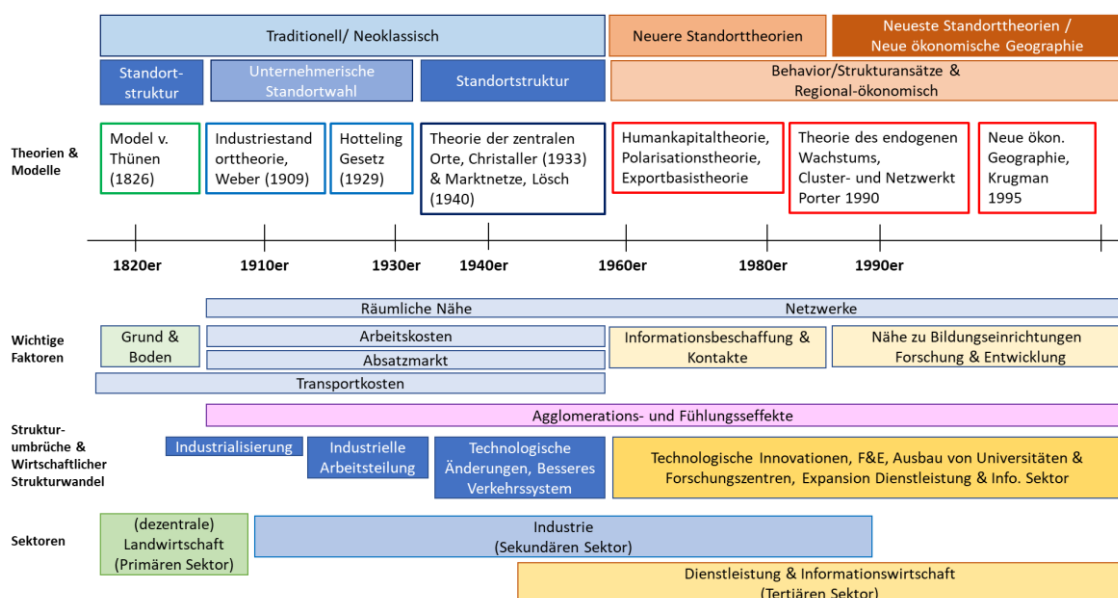 Traditionell/ Neoklassisch
Neuere Standorttheorien
Neueste Standorttheorien /
Neue ökonomische Geographie
Standort-
struktur
Unternehmerische
Standortwahl
Standortstruktur
Behavior/Strukturansätze &
Regional-ökonomisch
Theorien &
Modelle
Model v.
Thünen
(1826)
Industriestand
orttheorie,
Weber (1909)
Hotteling
Gesetz
(1929)
Theorie der zentralen
Orte, Christaller (1933)
& Marktnetze, Lösch
(1940)
Humankapitaltheorie,
Polarisationstheorie,
Exportbasistheorie
Theorie des endogenen
Wachstums,
Cluster- und Netzwerkt
Porter 1990
Neue ökon.
Geographie,
Krugman
1995
1820er
1910er
1930er
1940er
1960er
1980er
1990er
Wichtige
Faktoren
Räumliche Nähe
Netzwerke
Grund &
Boden
Arbeitskosten
Absatzmarkt
Informationsbeschaffung &
Kontakte
Nähe zu Bildungseinrichtungen
Forschung & Entwicklung
Transportkosten
Agglomerations- und Fühlungseffekte
Struktur-
umbrüche &
Wirtschaftlicher
Strukturwandel
Industrialisierung
Industrielle
Arbeitsteilung
Technologische
Änderungen, Besseres
Verkehrssystem
Technologische Innovationen, F&E, Ausbau von Universitäten &
Forschungszentren, Expansion Dienstleistung & Info. Sektor
Sektoren
(dezentrale)
Landwirtschaft
(Primären Sektor)
Industrie
(Sekundären Sektor)
Dienstleistung & Informationswirtschaft
(Tertiären Sektor)